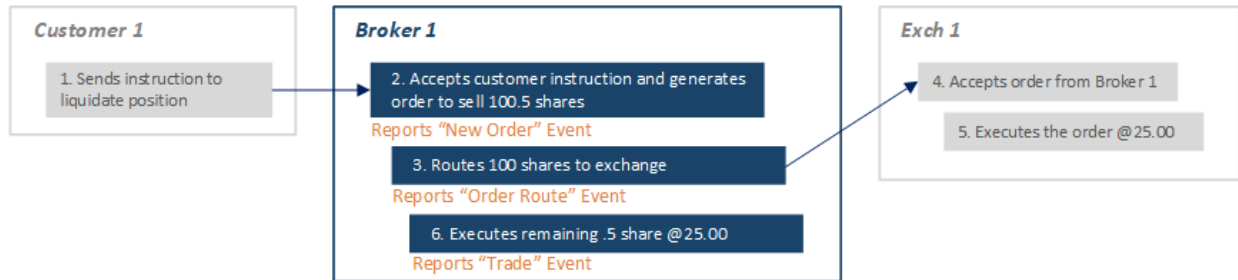 Customer 1
1. Sends instruction to
liquidate position
Broker 1
2. Accepts customer instruction and generates
order to sell 100.5 shares
Reports “New Order” Event
3. Routes 100 shares to exchange
Reports “Order Route” Event
6. Executes remaining .5 share @25.00
Reports “Trade” Event
Exch 1
4. Accepts order from Broker 1
5. Executes the order @25.00